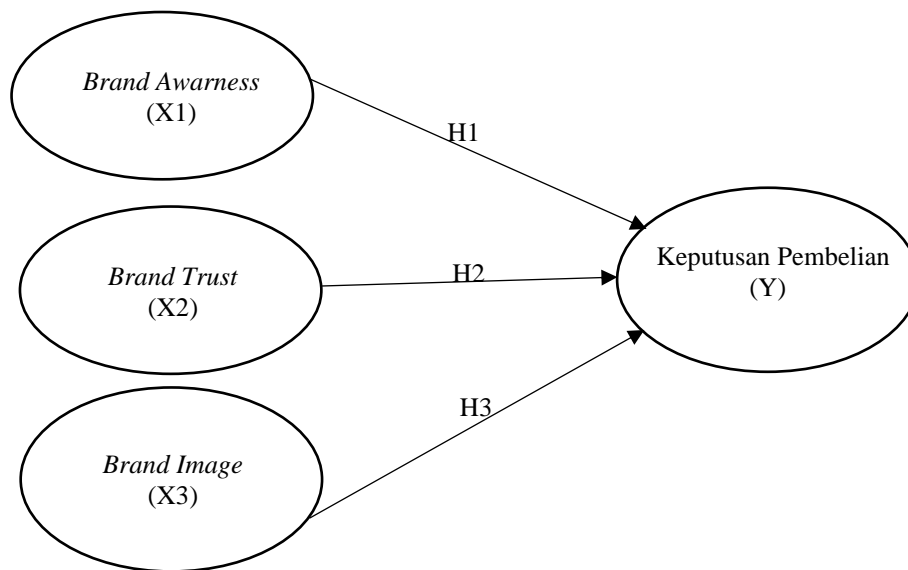 Brand Awarness
(X1)
H1
Keputusan Pembelian
(Y)
Brand Trust
(X2)
H2
H3
Brand Image
(X3)